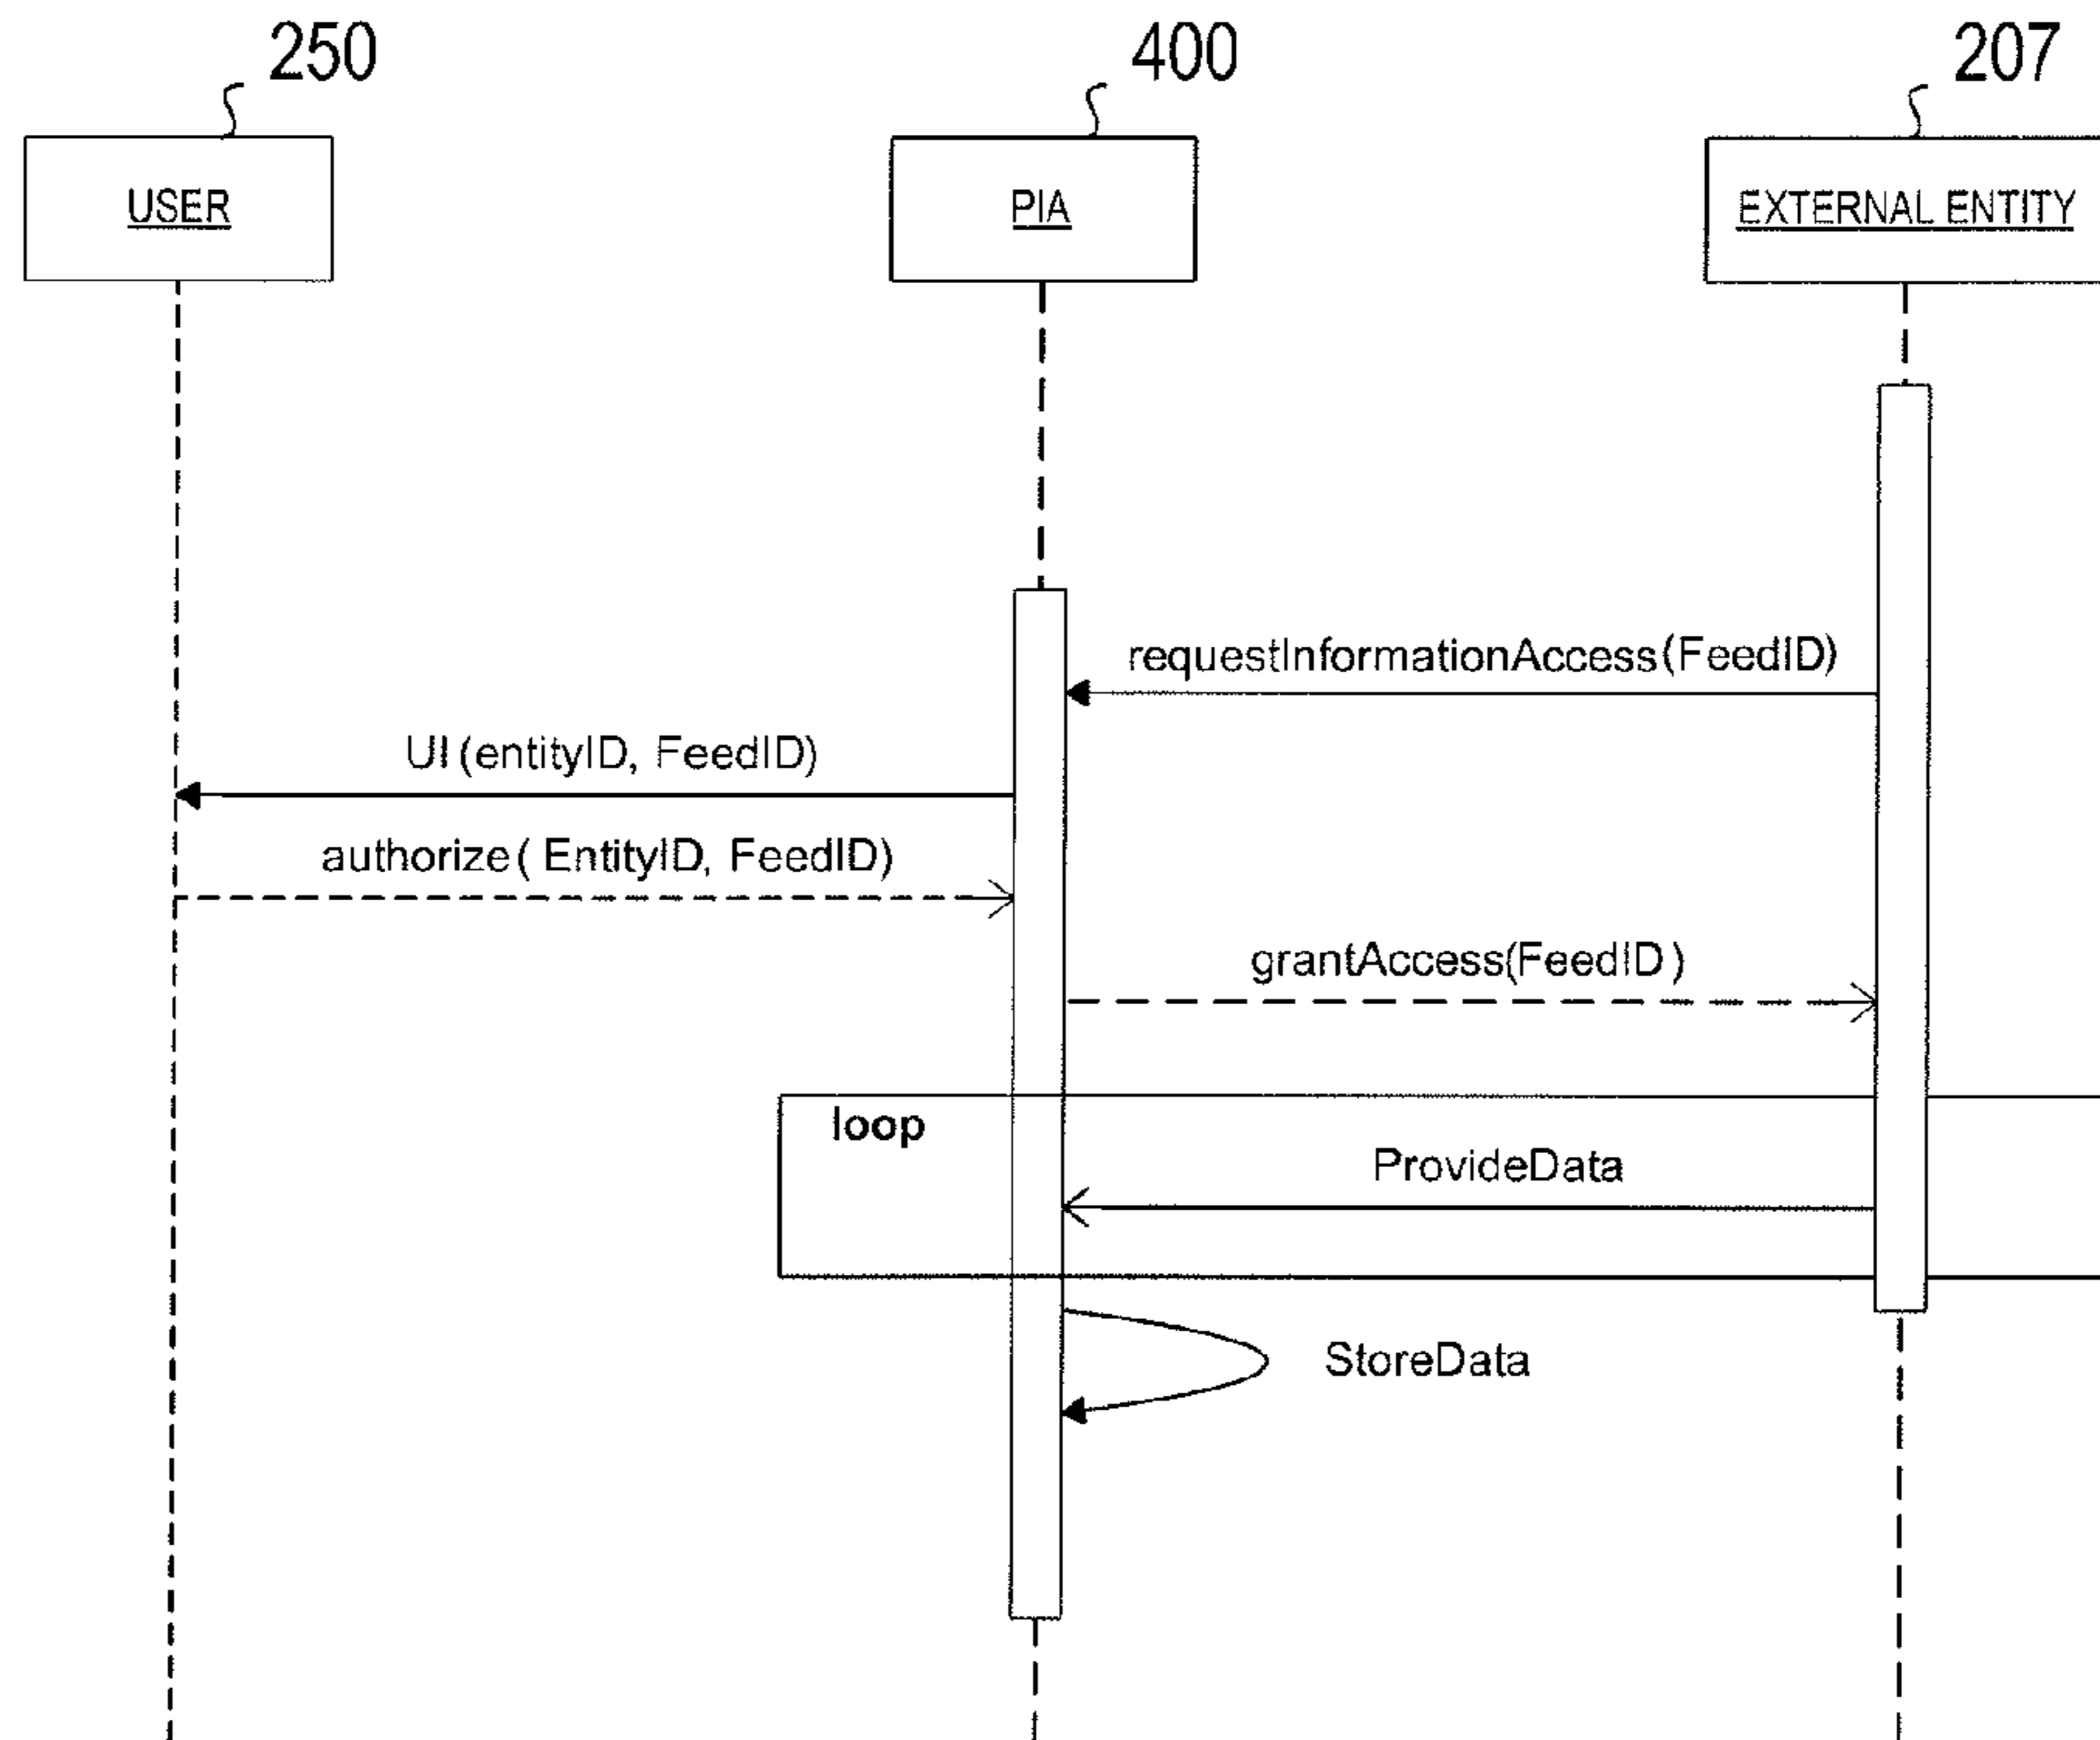 250
400
207
USER
PIA
EXTERNAL ENTITY
requestInformationAccess(FeedID)
UI(entityID, FeedID)
authorize( EntityID, FeedID)
grantAccess(FeedID)
loop
ProvideData
StoreData